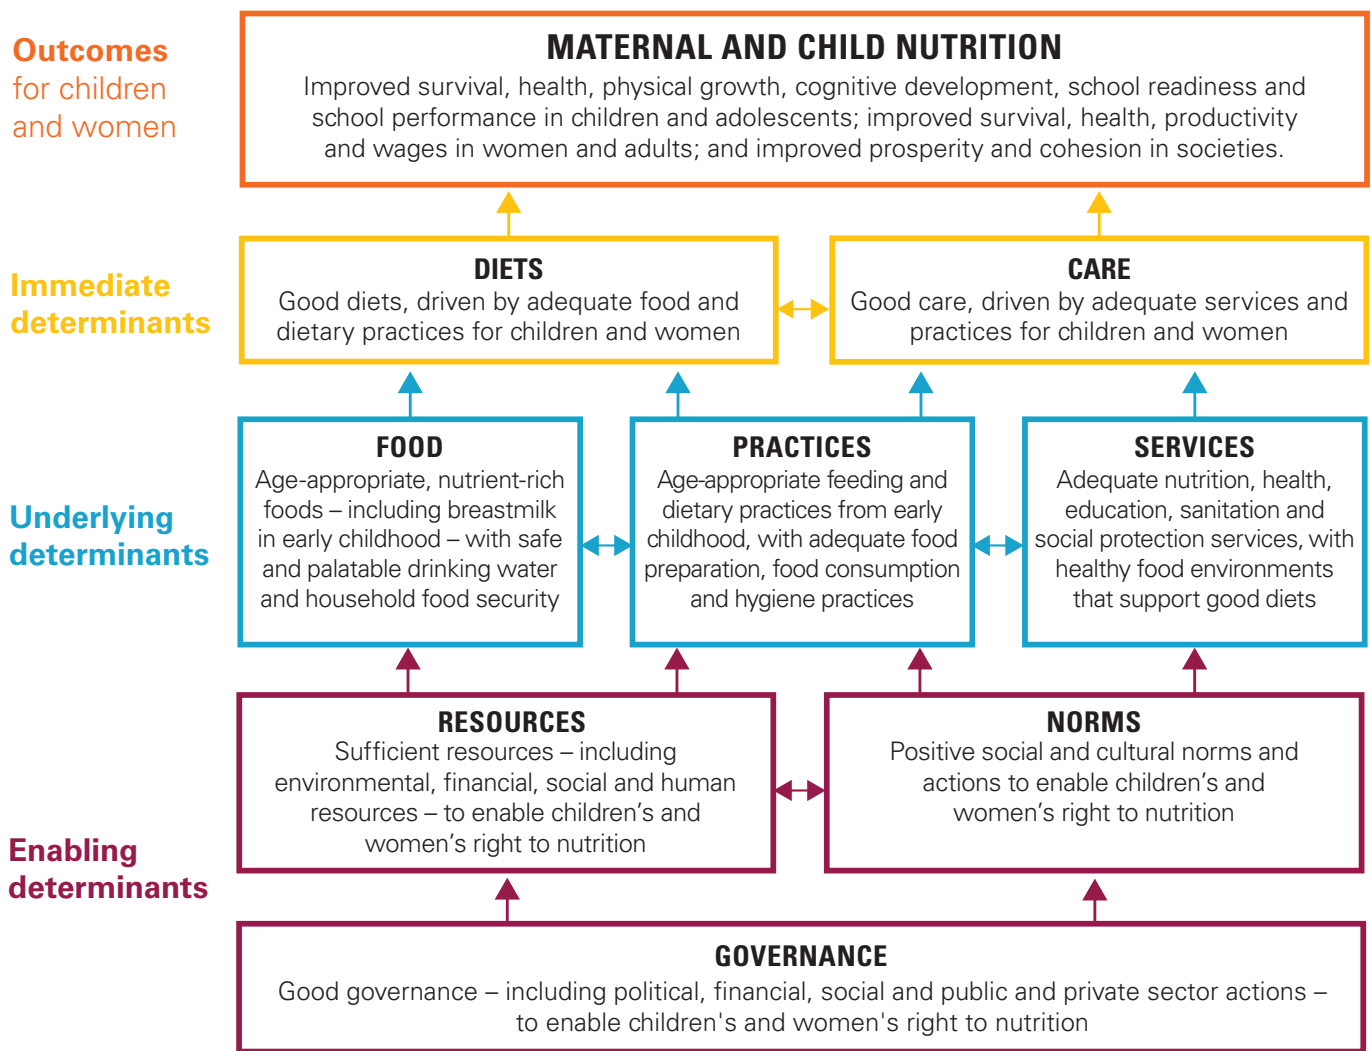 Outcomes
for children
and women
MATERNAL AND CHILD NUTRITION
Improved survival, health, physical growth, cognitive development, school readiness and
school performance in children and adolescents; improved survival, health, productivity
and wages in women and adults; and improved prosperity and cohesion in societies.
Immediate
determinants
DIETS
Good diets, driven by adequate food and
dietary practices for children and women
CARE
Good care, driven by adequate services and
practices for children and women
Underlying
determinants
FOOD
Age-appropriate, nutrient-rich
foods – including breastmilk
in early childhood – with safe
and palatable drinking water
and household food security
PRACTICES
Age-appropriate feeding and
dietary practices from early
childhood, with adequate food
preparation, food consumption
and hygiene practices
SERVICES
Adequate nutrition, health,
education, sanitation and
social protection services, with
healthy food environments
that support good diets
Enabling
determinants
RESOURCES
Sufficient resources – including
environmental, financial, social and human
resources – to enable children’s and
women’s right to nutrition
NORMS
Positive social and cultural norms and
actions to enable children’s and
women’s right to nutrition
GOVERNANCE
Good governance – including political, financial, social and public and private sector actions –
to enable children's and women's right to nutrition